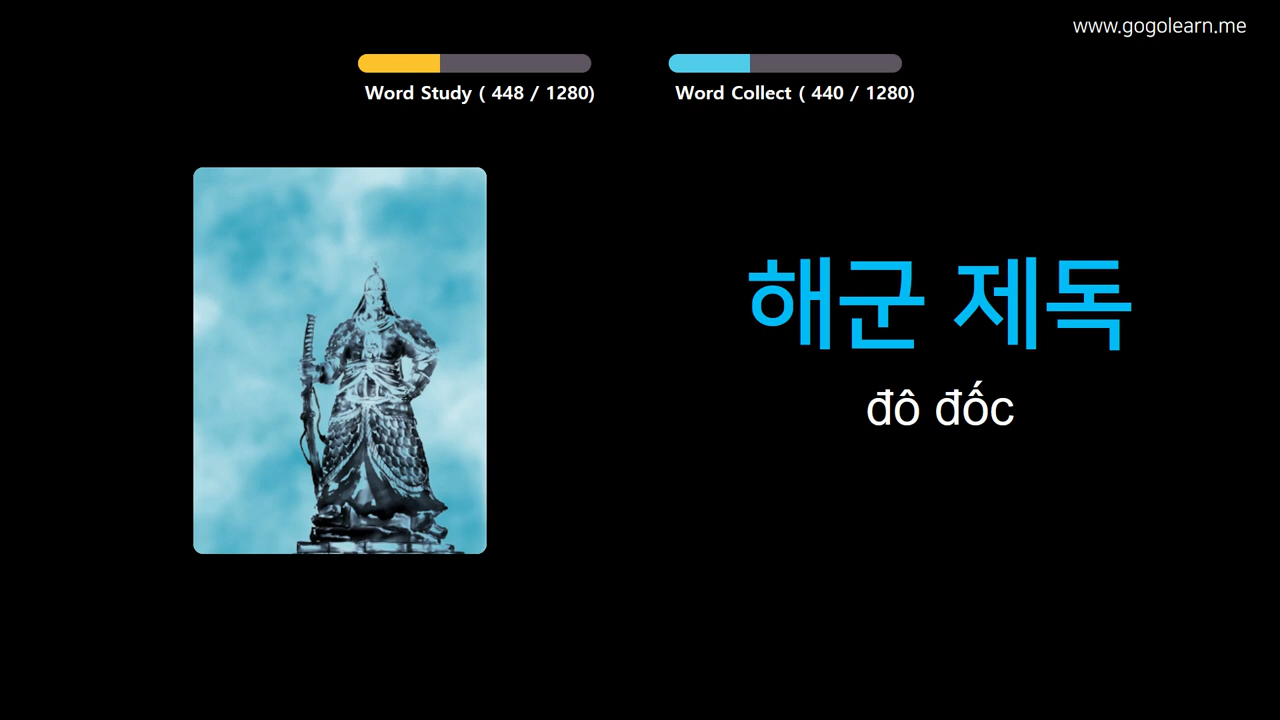 www.gogolearn.me
Word Study ( 448 / 1280)
Word Collect ( 440 / 1280)
해군 제독
đô đốc